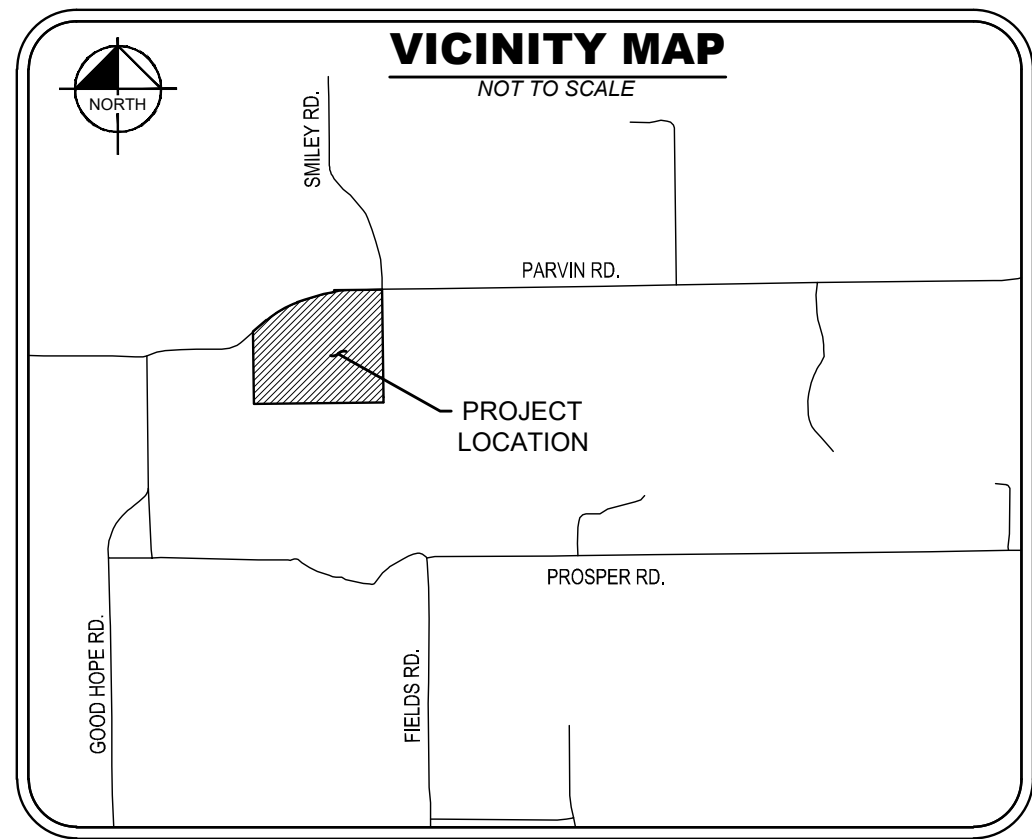 VICINITY MAP
NOT TO SCALE
NORTH
SMILEY RD.
PARVIN RD.
PROJECT
LOCATION
PROSPER RD.
GOOD HOPE RD.
FIELDS RD.